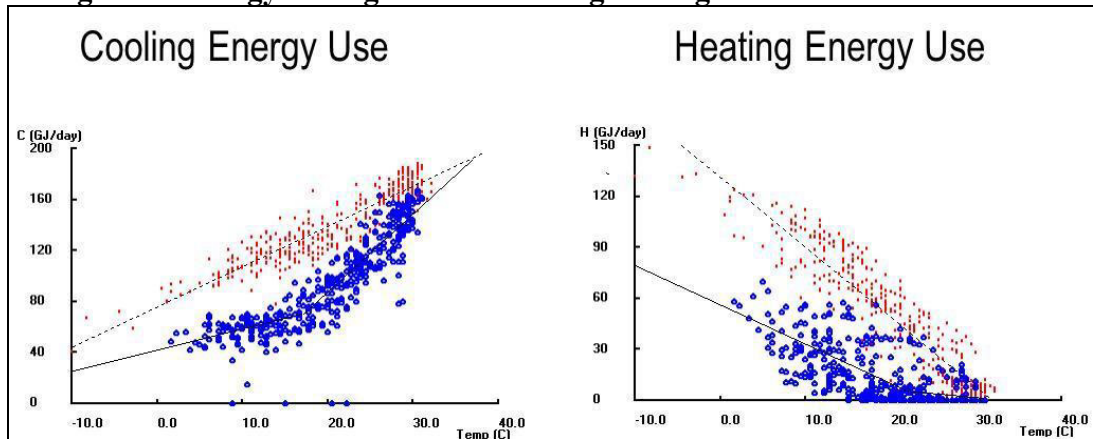 Cooling Energy Use
C (GJ/day)
200
160
120
80
40
0
-10.0 0.0 10.0 20.0 30.0 40.0
Temp (C)
Heating Energy Use
H (GJ/day)
150
120
90
60
30
0
-10.0 0.0 10.0 20.0 30.0 40.0
Temp (C)